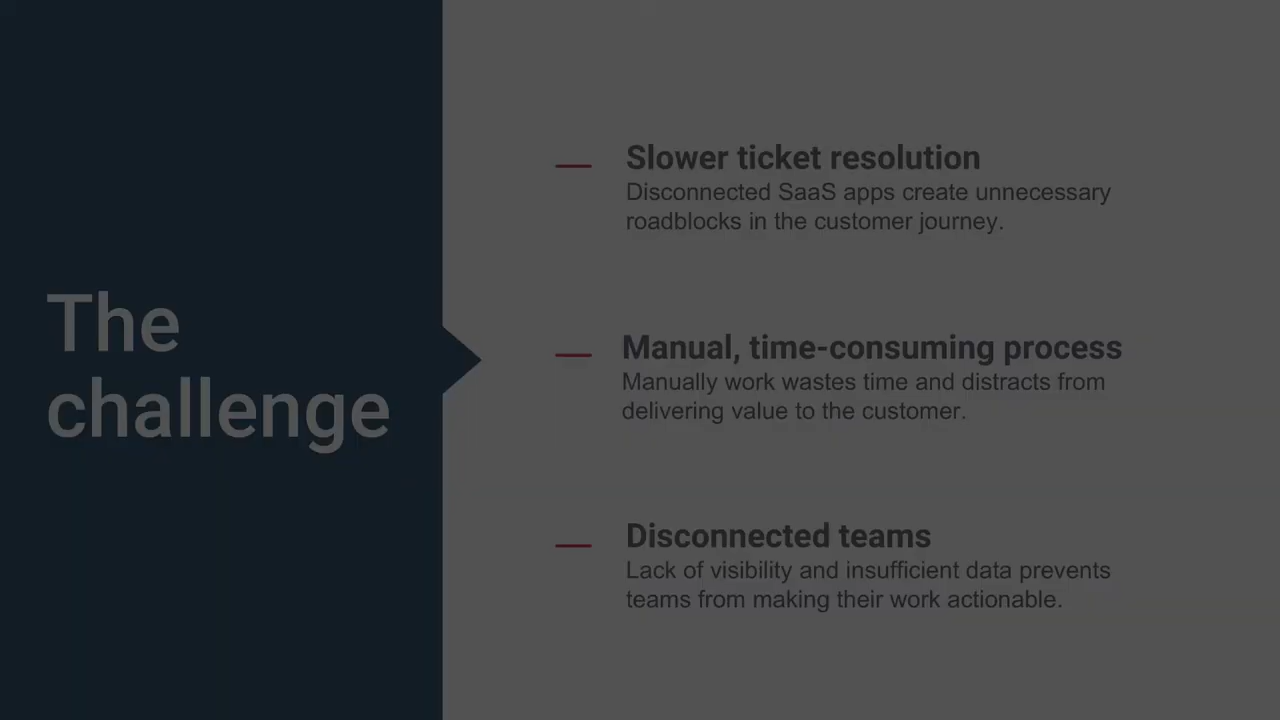 The
challenge
Slower ticket resolution
Disconnected SaaS apps create unnecessary
roadblocks in the customer journey.
Manual, time-consuming process
Manually work wastes time and distracts from
delivering value to the customer.
Disconnected teams
Lack of visibility and insufficient data prevents
teams from making their work actionable.